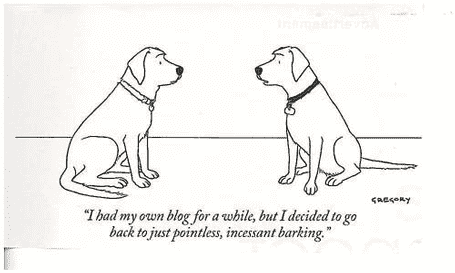 GREGORY
"I had my own blog for a while, but I decided to go
back to just pointless, incessant barking."